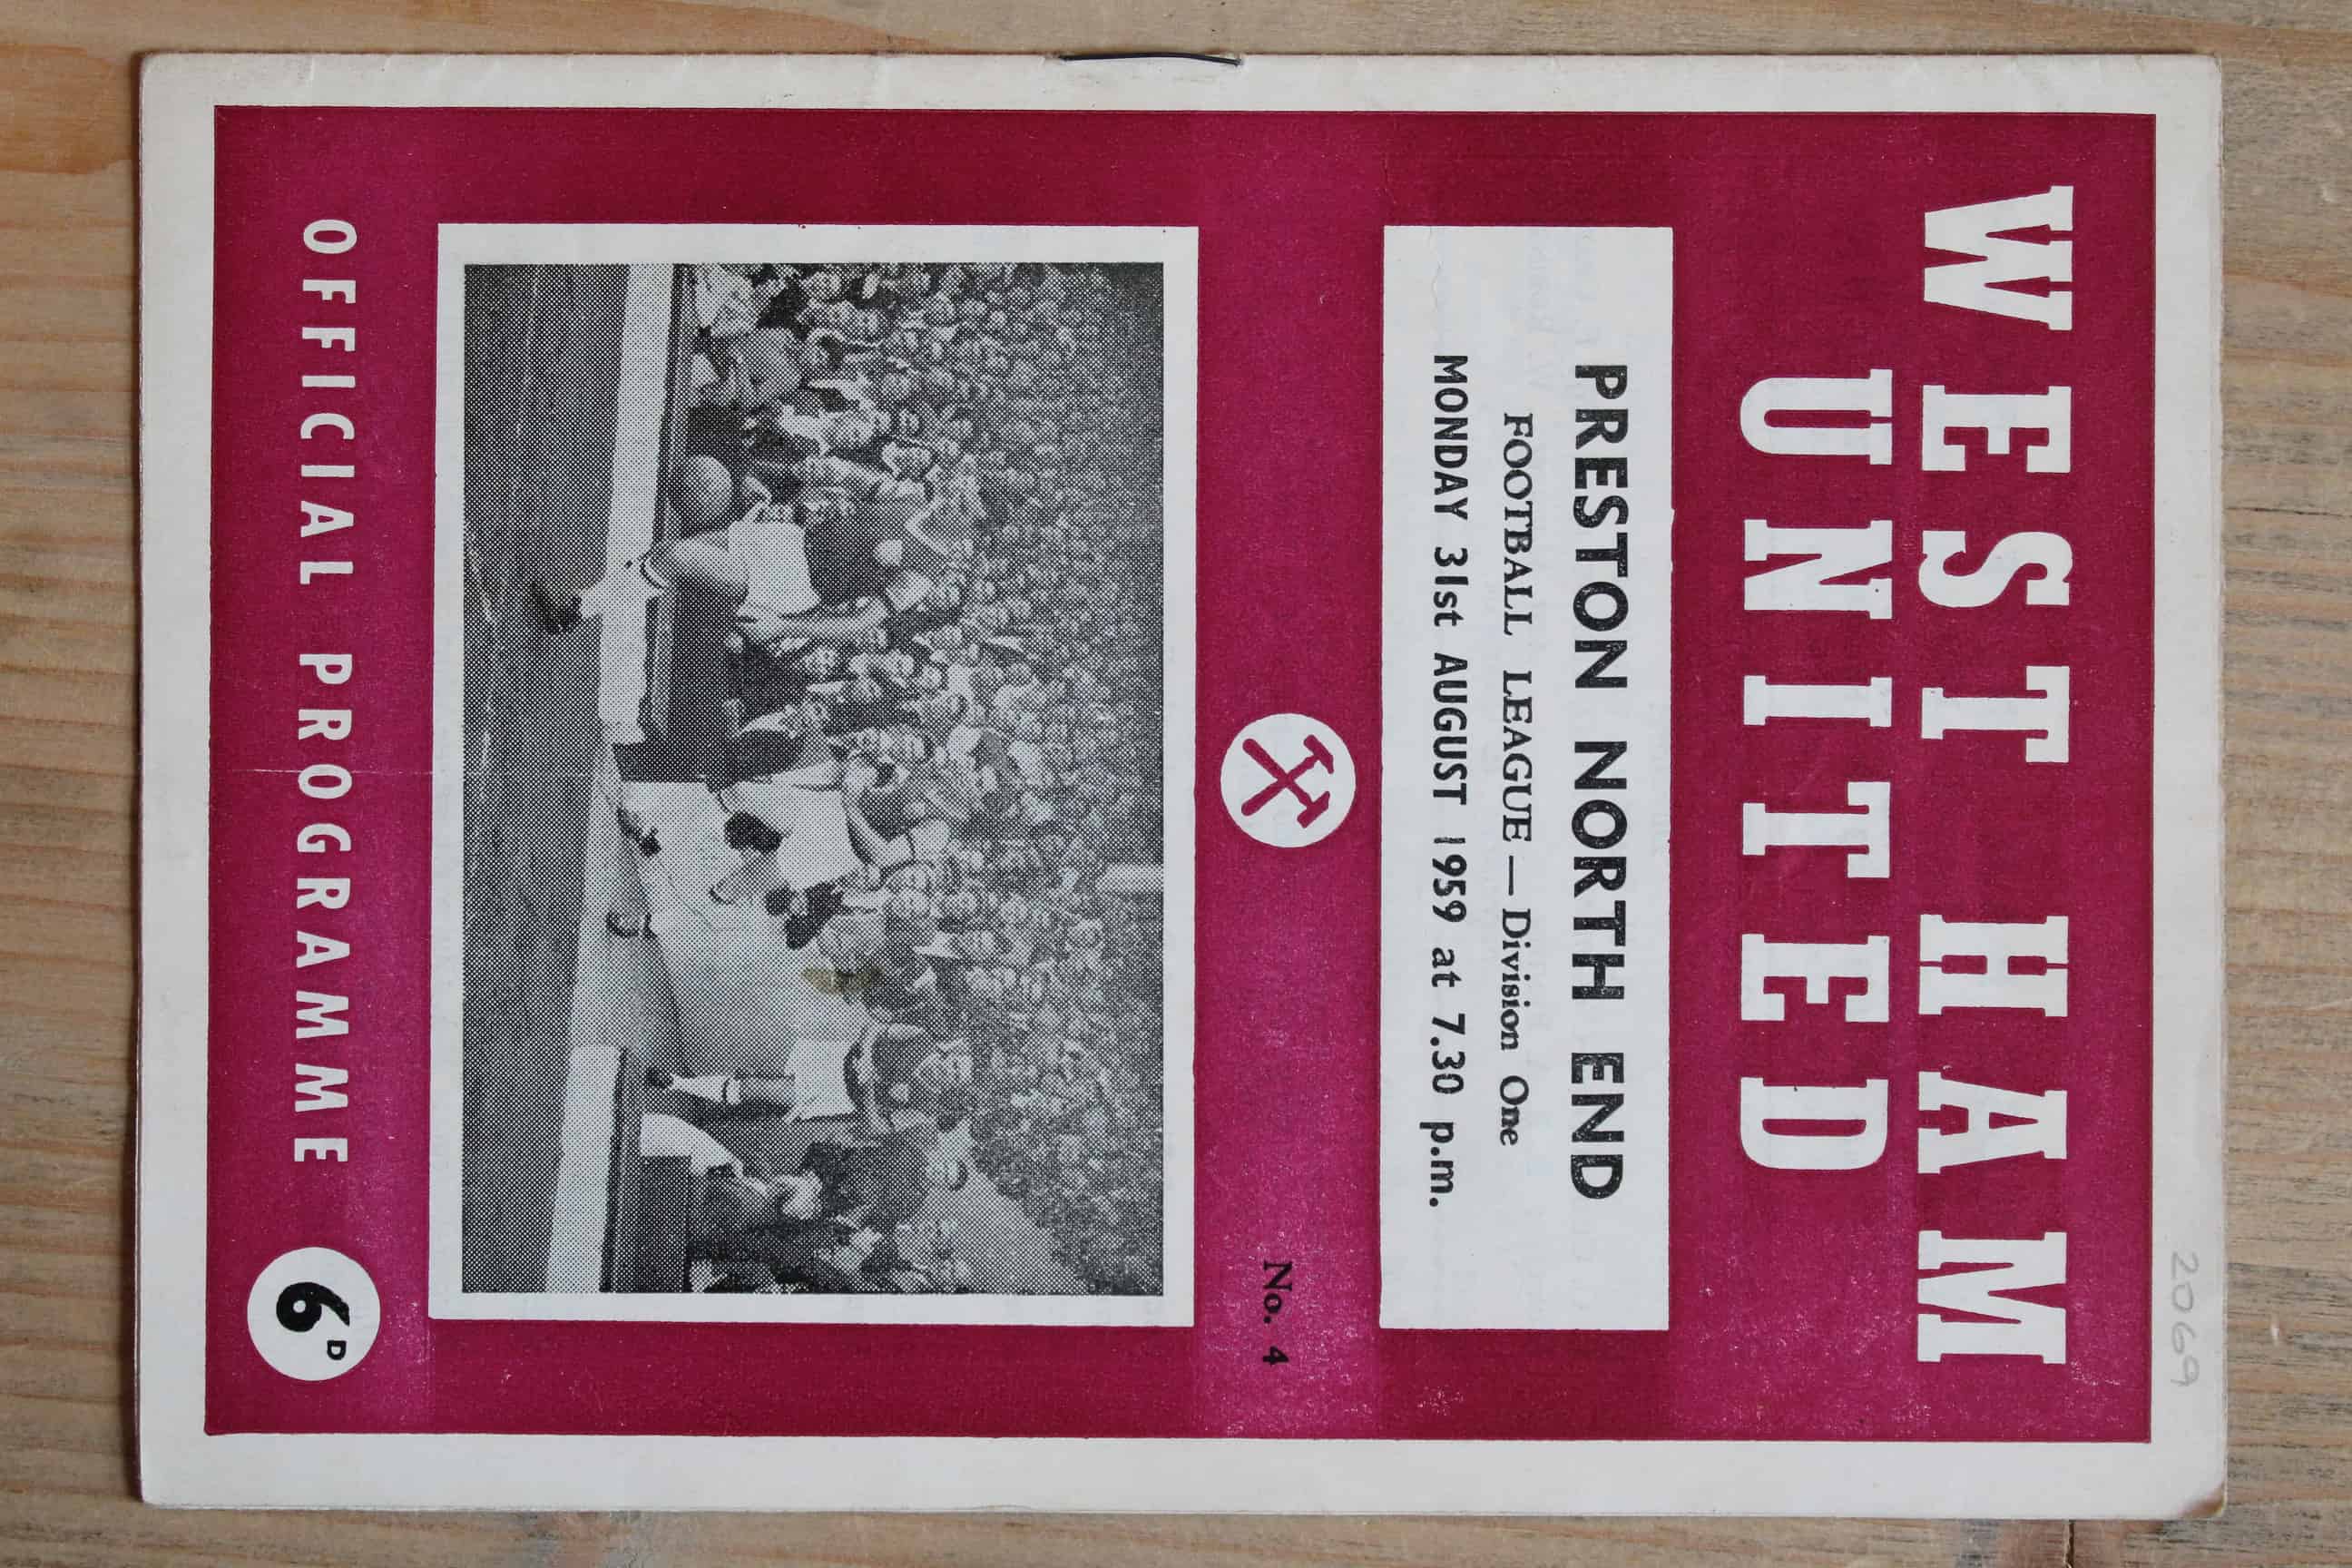 2069
WEST HAM
UNITED
PRESTON NORTH END
FOOTBALL LEAGUE — Division One
MONDAY 31st AUGUST 1959 at 7.30 p.m.
No. 4
OFFICIAL PROGRAMME
6D